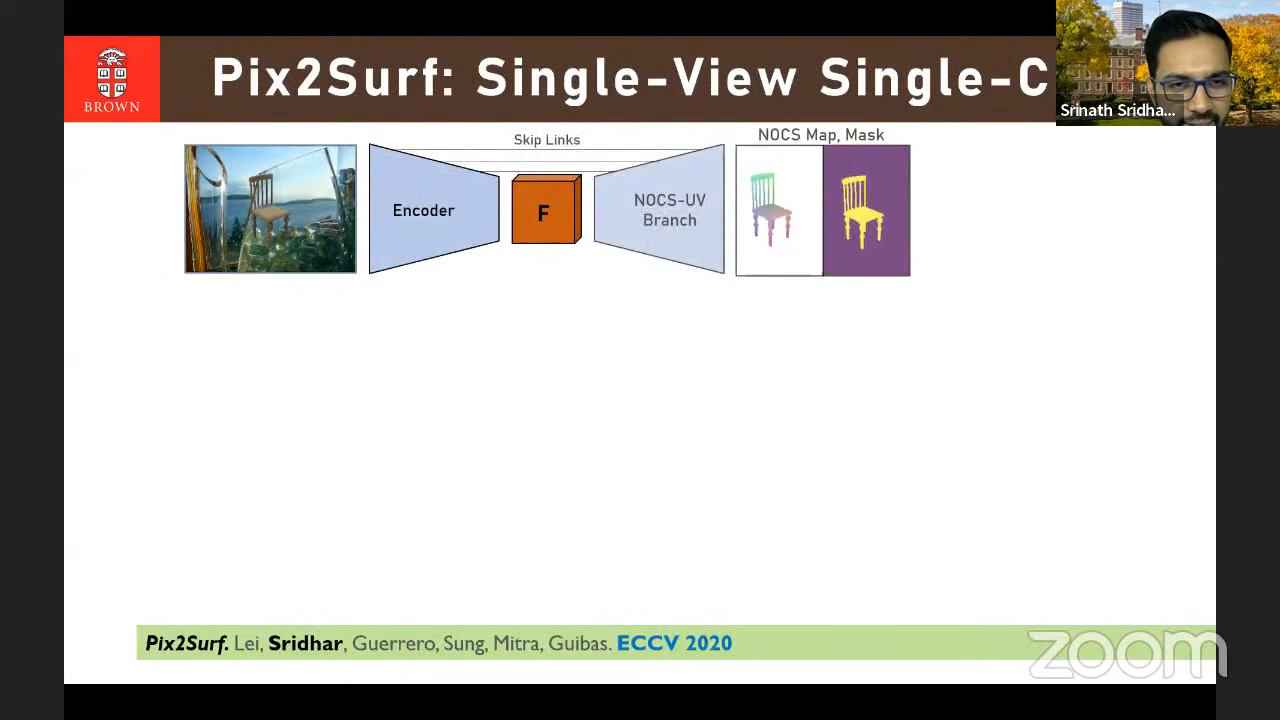 BROWN
Pix2Surf: Single-View Single-C
Srinath Sridha...
Skip Links
NOCS Map, Mask
Encoder
F
NOCS-UV
Branch
Pix2Surf. Lei, Sridhar, Guerrero, Sung, Mitra, Guibas. ECCV 2020
zoom